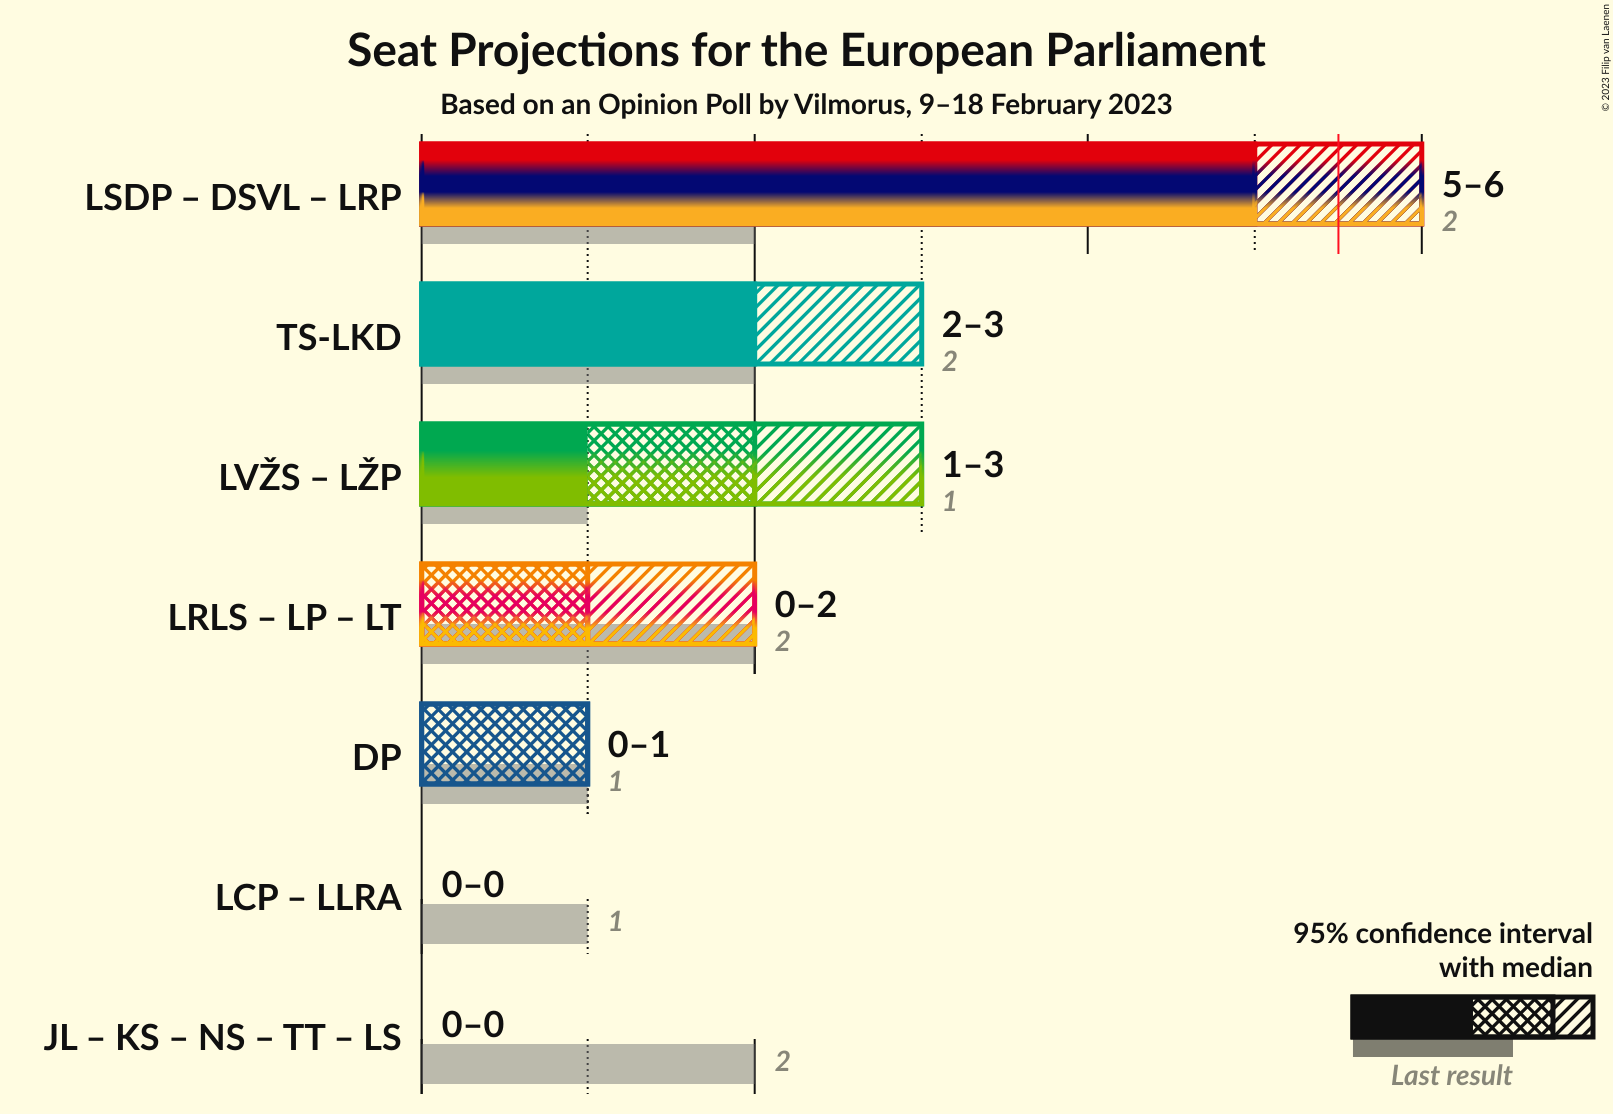 Seat Projections for the European Parliament
Based on an Opinion Poll by Vilmorus, 9–18 February 2023
© 2023 Filip van Laenen
LSDP – DSVL – LRP
5–6
2
TS-LKD
2–3
2
LVŽS – LŽP
1–3
1
LRLS – LP – LT
0–2
2
DP
0–1
1
LCP – LLRA
0–0
1
JL – KS – NS – TT – LS
0–0
2
95% confidence interval
with median
Last result